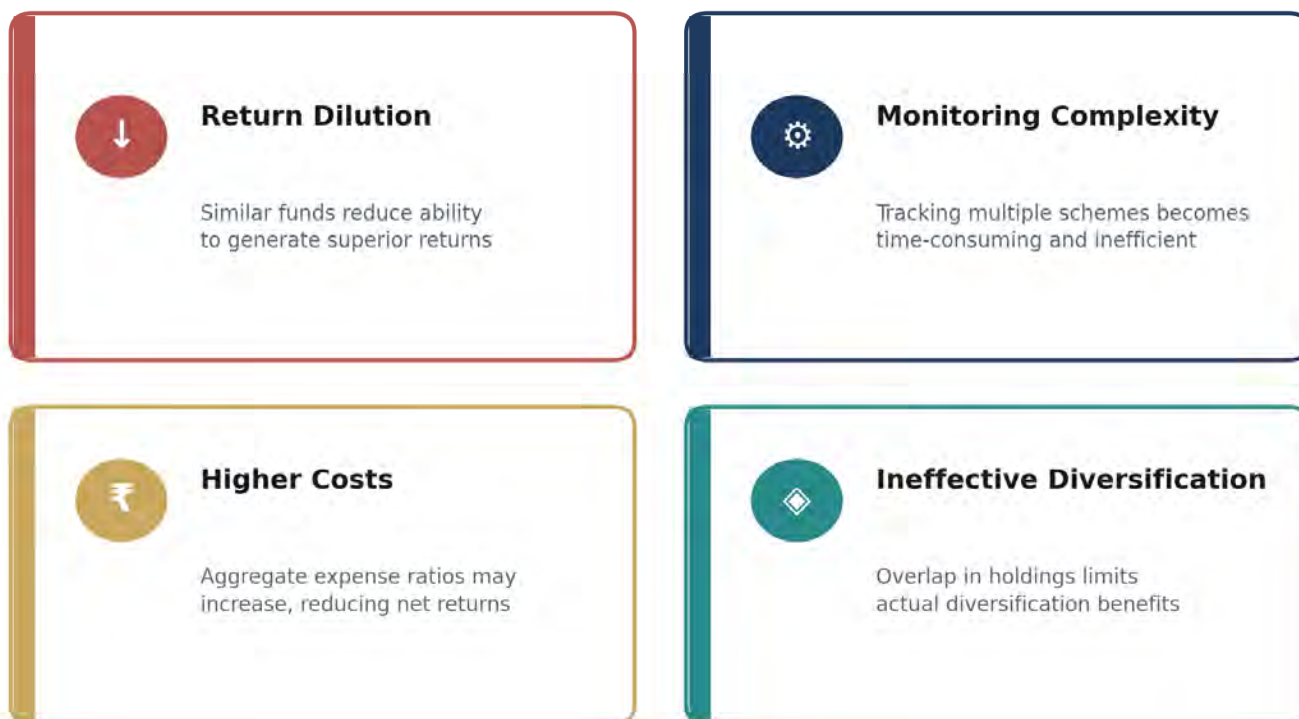 Return Dilution
↓
Similar funds reduce ability
to generate superior returns
Monitoring Complexity
⚙
Tracking multiple schemes becomes
time-consuming and inefficient
Higher Costs
₹
Aggregate expense ratios may
increase, reducing net returns
Ineffective Diversification
◈
Overlap in holdings limits
actual diversification benefits